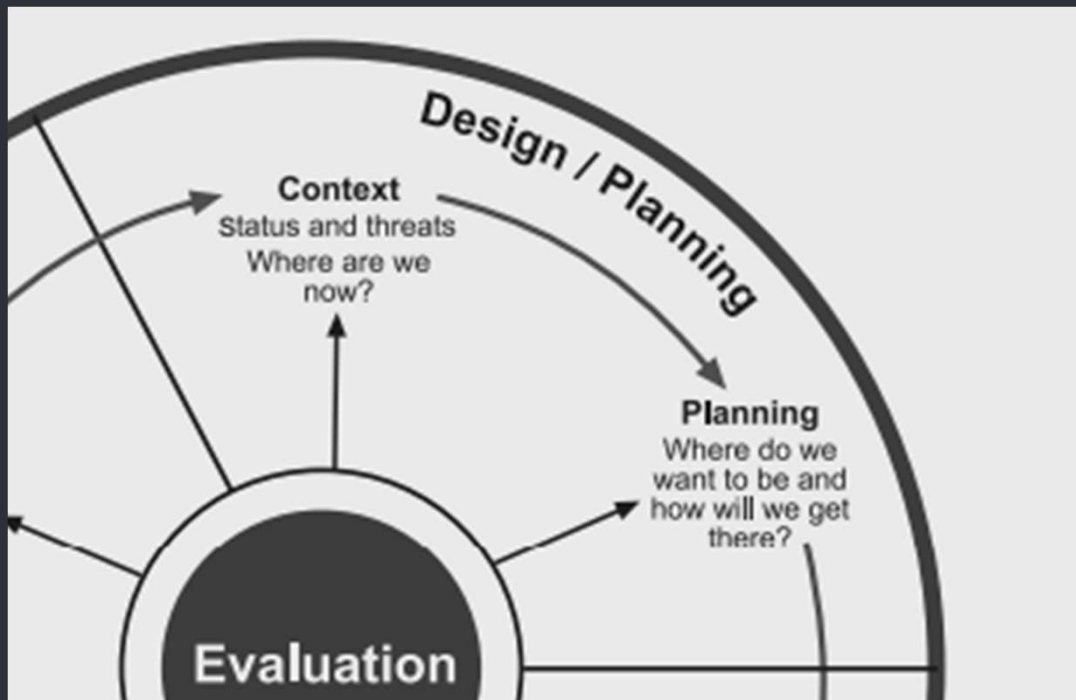 Design / Planning
Context
Status and threats
Where are we
now?
Planning
Where do we
want to be and
how will we get
there?
Evaluation